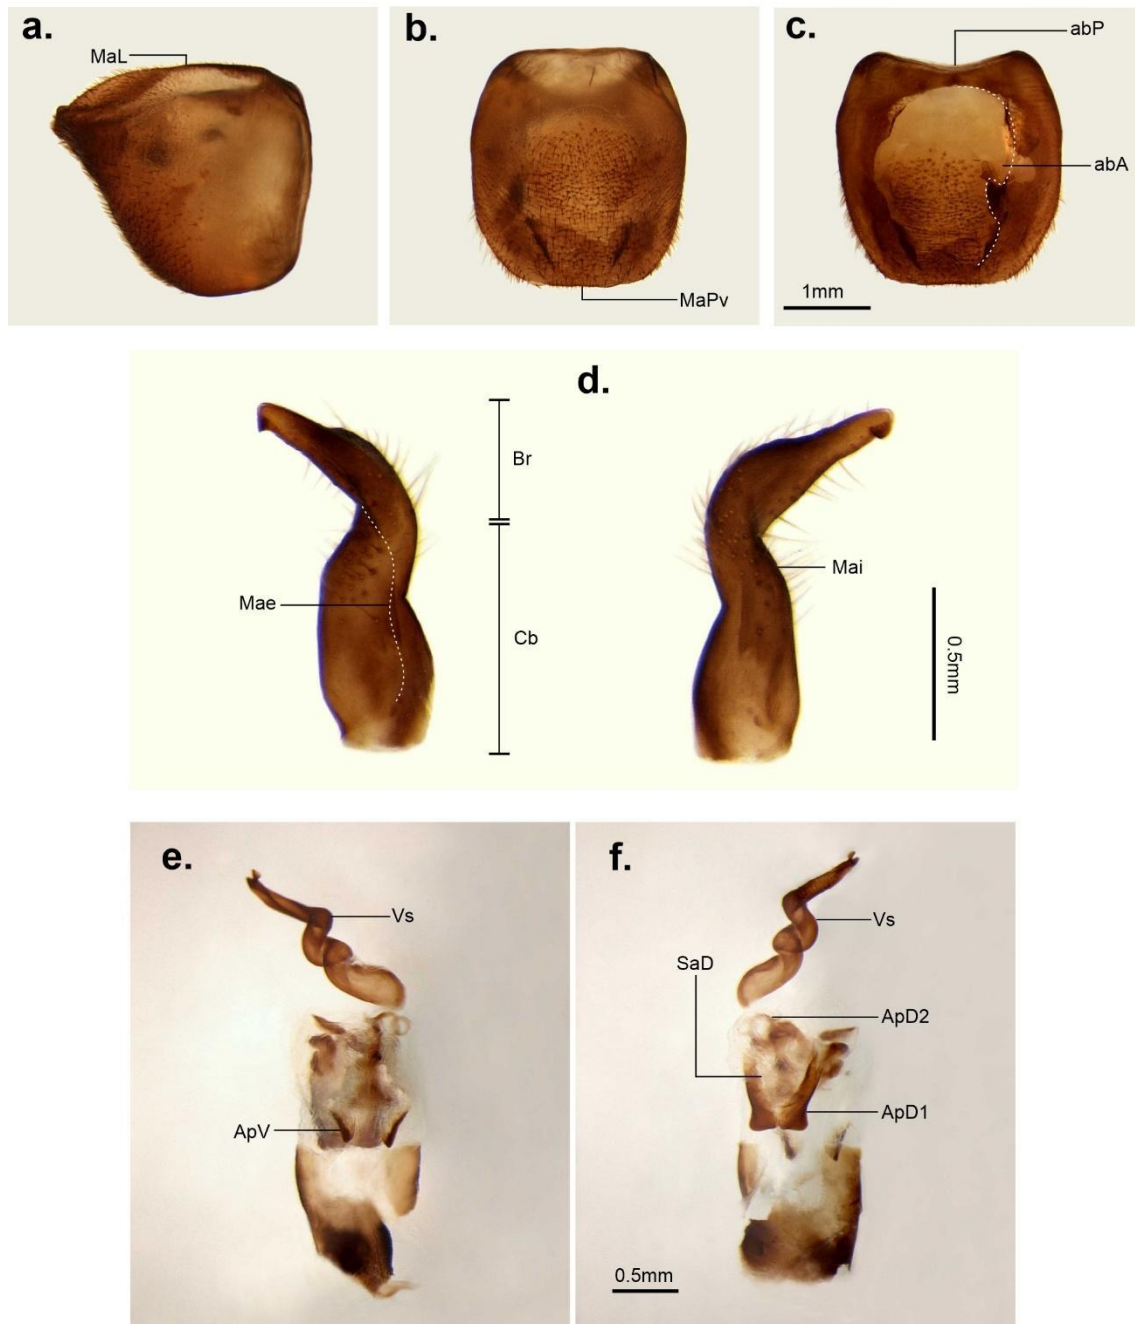 a.
MaL
b.
MaPv
c.
abP
abA
1mm
d.
Br
Mae
Cb
Mai
0.5mm
e.
Vs
ApV
f.
Vs
SaD
ApD2
ApD1
0.5mm